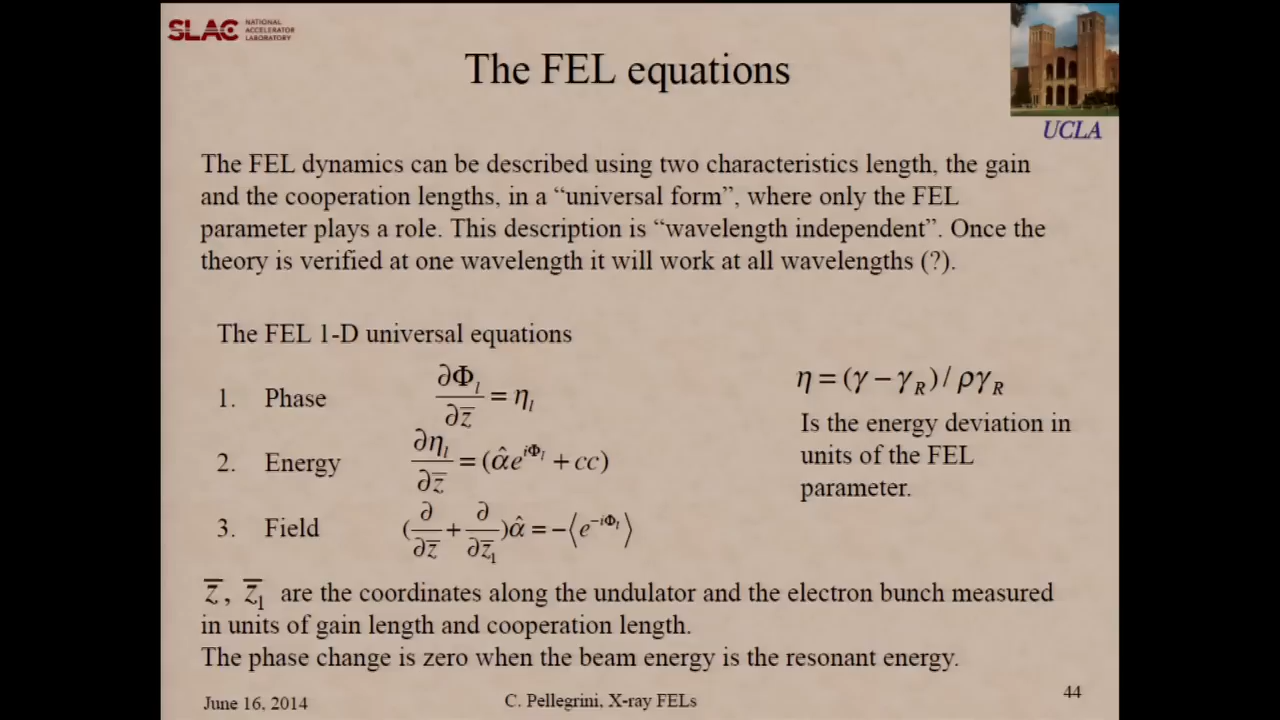 SLAC NATIONAL
ACCELERATOR
LABORATORY
The FEL equations
UCLA
The FEL dynamics can be described using two characteristics length, the gain
and the cooperation lengths, in a “universal form”, where only the FEL
parameter plays a role. This description is “wavelength independent”. Once the
theory is verified at one wavelength it will work at all wavelengths (?).
The FEL 1-D universal equations
1. Phase ∂Φ_l/∂z̅ = η_l
η = (γ − γ_R) / ργ_R
Is the energy deviation in
units of the FEL
parameter.
2. Energy ∂η_l/∂z̅ = (α̂e^{iΦ_l} + cc)
3. Field (∂/∂z̅ + ∂/∂z̅_1)α̂ = −⟨e^{−iΦ_l}⟩
z̅, z̅_1 are the coordinates along the undulator and the electron bunch measured
in units of gain length and cooperation length.
The phase change is zero when the beam energy is the resonant energy.
June 16, 2014
C. Pellegrini, X-ray FELs
44